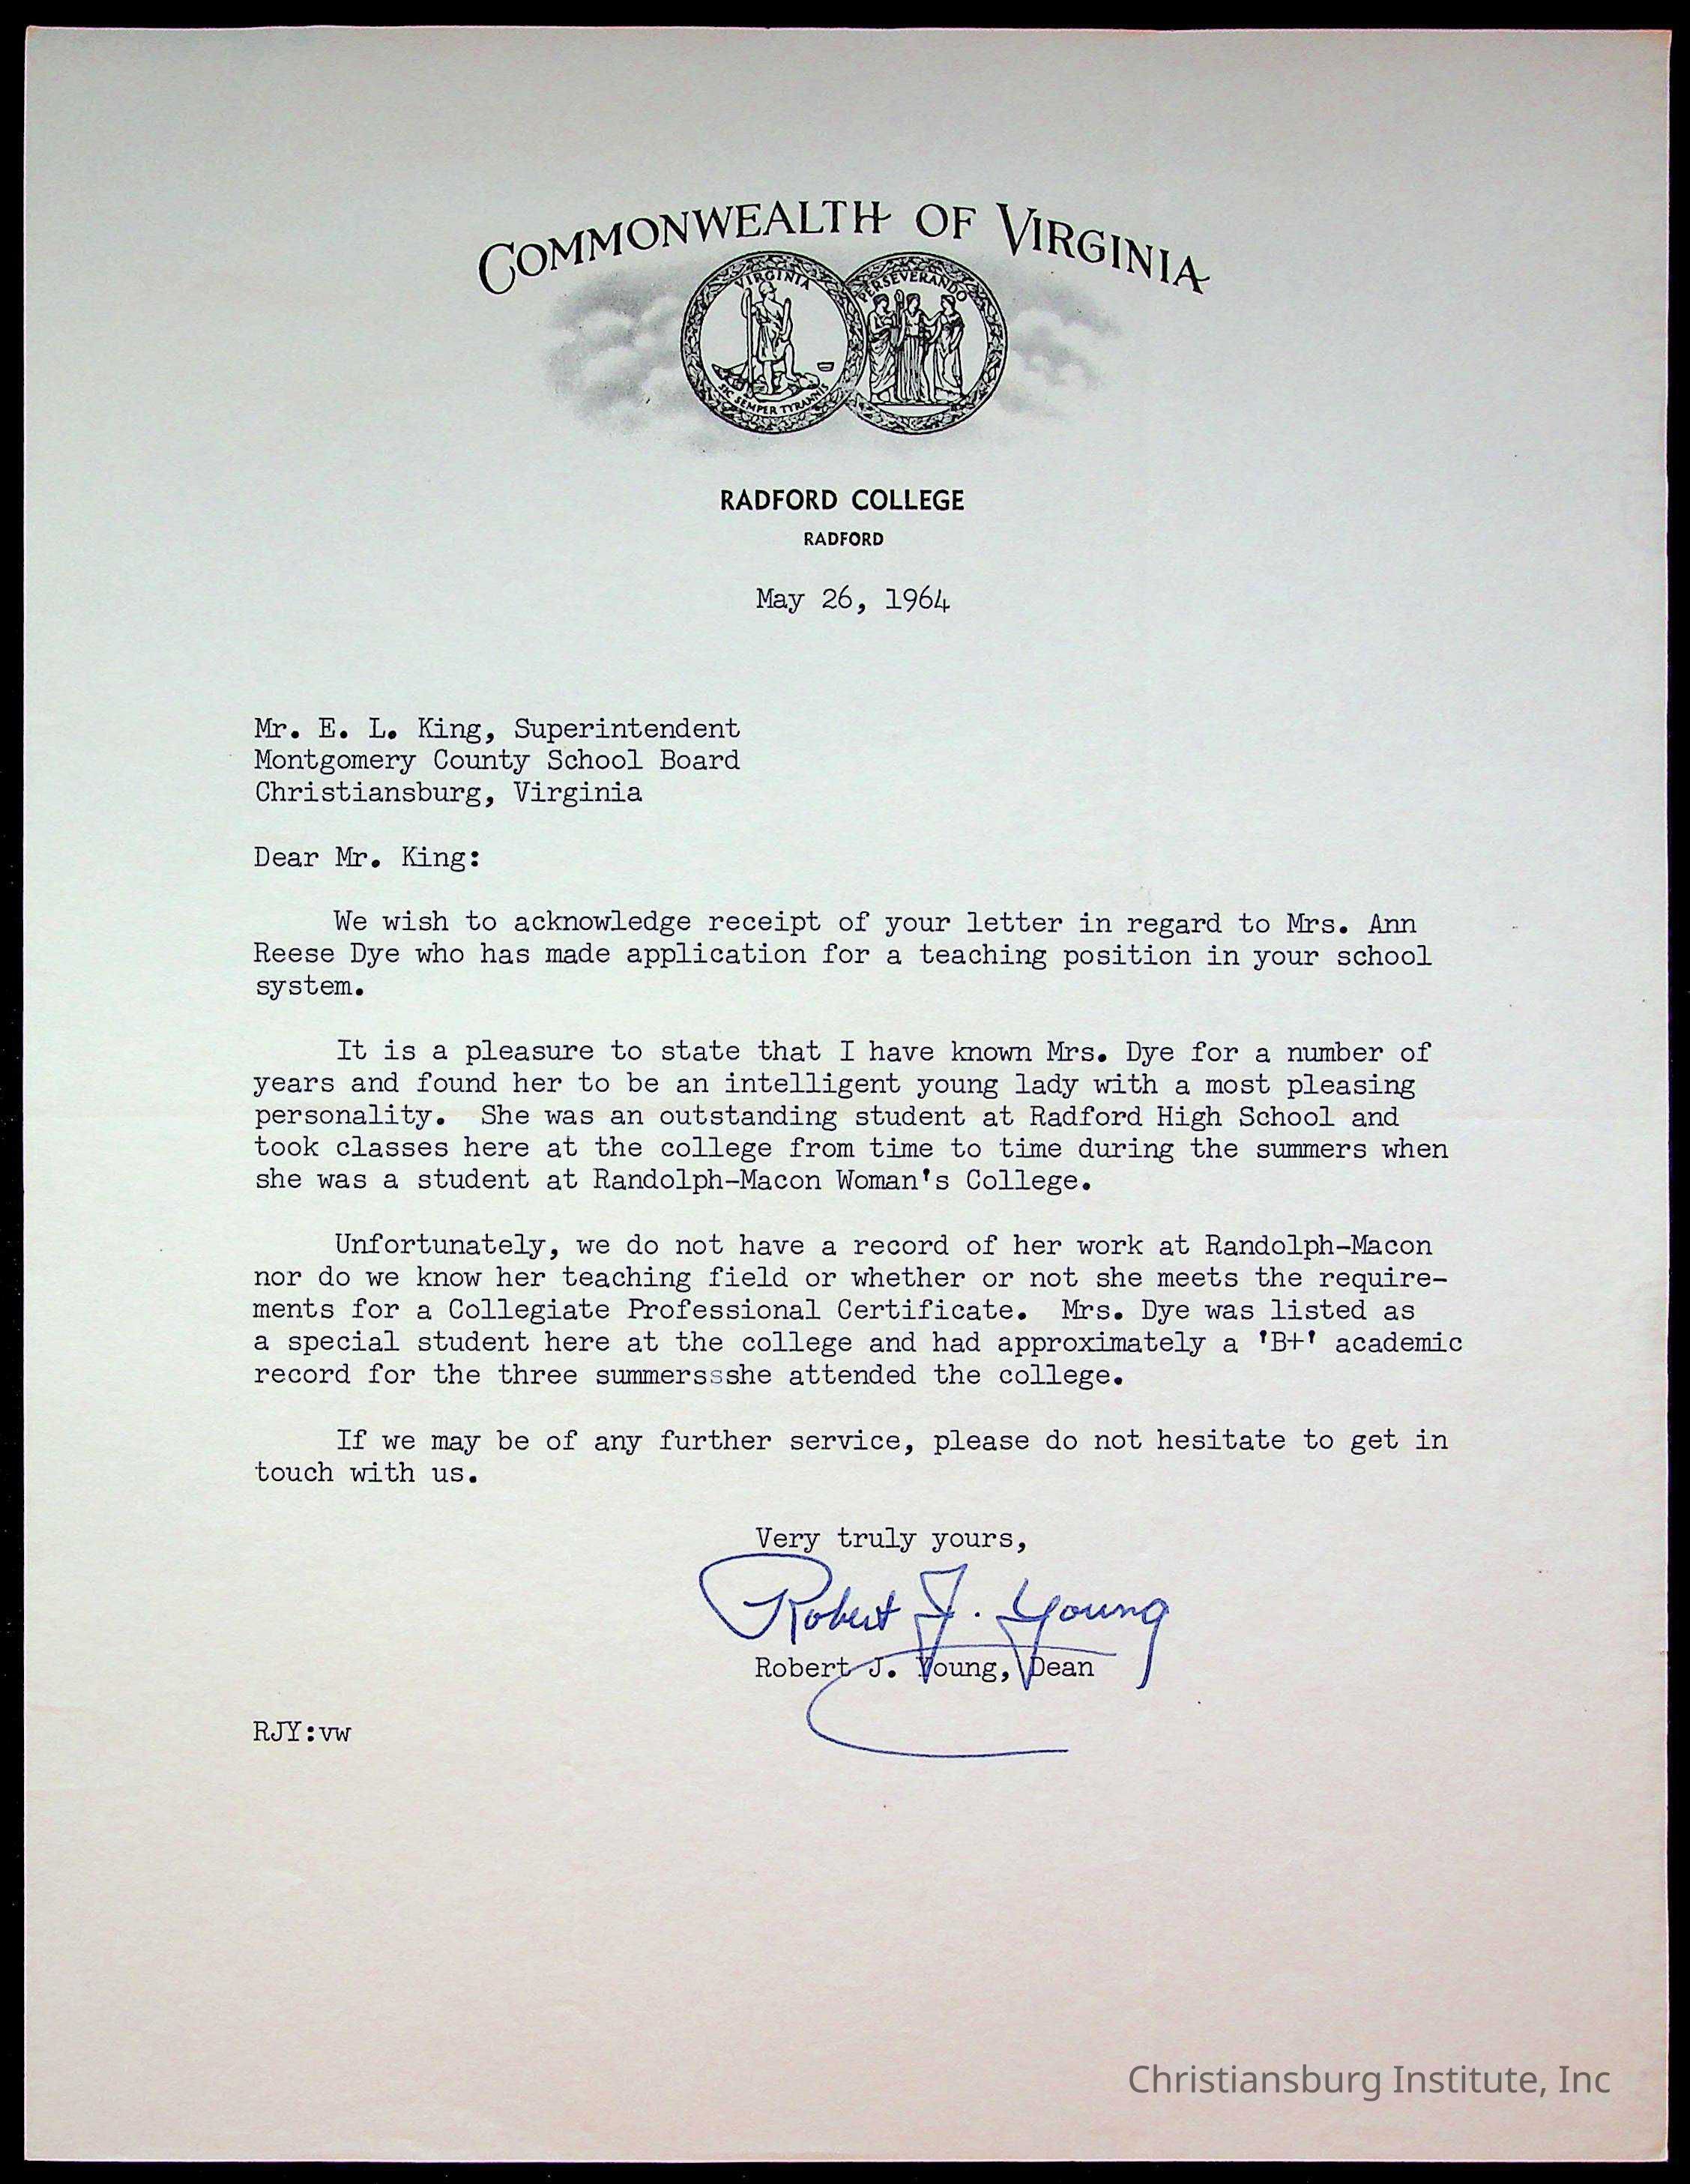 COMMONWEALTH OF VIRGINIA
VIRGINIA
PERSEVERANDO
SIC SEMPER TYRANNIS
RADFORD COLLEGE
RADFORD
May 26, 1964
Mr. E. L. King, Superintendent
Montgomery County School Board
Christiansburg, Virginia
Dear Mr. King:
We wish to acknowledge receipt of your letter in regard to Mrs. Ann
Reese Dye who has made application for a teaching position in your school
system.
It is a pleasure to state that I have known Mrs. Dye for a number of
years and found her to be an intelligent young lady with a most pleasing
personality. She was an outstanding student at Radford High School and
took classes here at the college from time to time during the summers when
she was a student at Randolph-Macon Woman's College.
Unfortunately, we do not have a record of her work at Randolph-Macon
nor do we know her teaching field or whether or not she meets the require-
ments for a Collegiate Professional Certificate. Mrs. Dye was listed as
a special student here at the college and had approximately a 'B+' academic
record for the three summerssshe attended the college.
If we may be of any further service, please do not hesitate to get in
touch with us.
Very truly yours,
Robert J. Young
Robert J. Young, Dean
RJY:vw
Christiansburg Institute, Inc